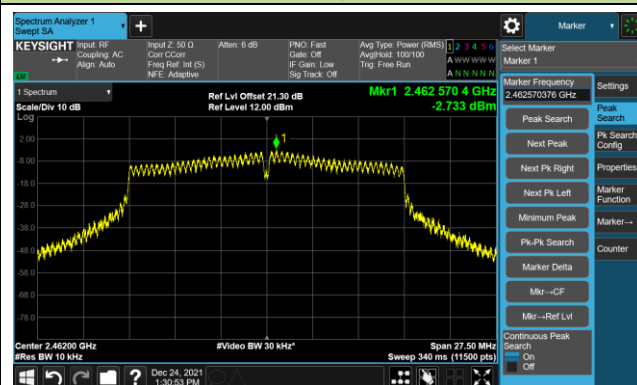 Spectrum Analyzer 1
Swept SA
+
Marker
KEYSIGHT
Input: RF
Coupling: AC
Align: Auto
Input Z: 50 Ω
Corr CCorr
Freq Ref: Int (S)
NFE: Adaptive
Atten: 6 dB
PNO: Fast
Gate: Off
IF Gain: Low
Sig Track: Off
Avg Type: Power (RMS)
Avg|Hold: 100/100
Trig: Free Run
1 2 3 4 5 6
A W W W W W
A N N N N N
LW
Select Marker
Marker 1
1 Spectrum
Scale/Div 10 dB
Log
Ref Lvl Offset 21.30 dB
Ref Level 12.00 dBm
Mkr1 2.462 570 4 GHz
-2.733 dBm
1
2.00
-8.00
-18.0
-28.0
-38.0
-48.0
-58.0
-68.0
-78.0
Center 2.46200 GHz
#Res BW 10 kHz
#Video BW 30 kHz*
Span 27.50 MHz
Sweep 340 ms (11500 pts)
Marker Frequency
2.462570376 GHz
Peak Search
Next Peak
Next Pk Right
Next Pk Left
Minimum Peak
Pk-Pk Search
Marker Delta
Mkr→CF
Mkr→Ref Lvl
Continuous Peak
Search
On
Off
Settings
Peak
Search
Pk Search
Config
Properties
Marker
Function
Marker→
Counter
?
Dec 24, 2021
1:30:53 PM